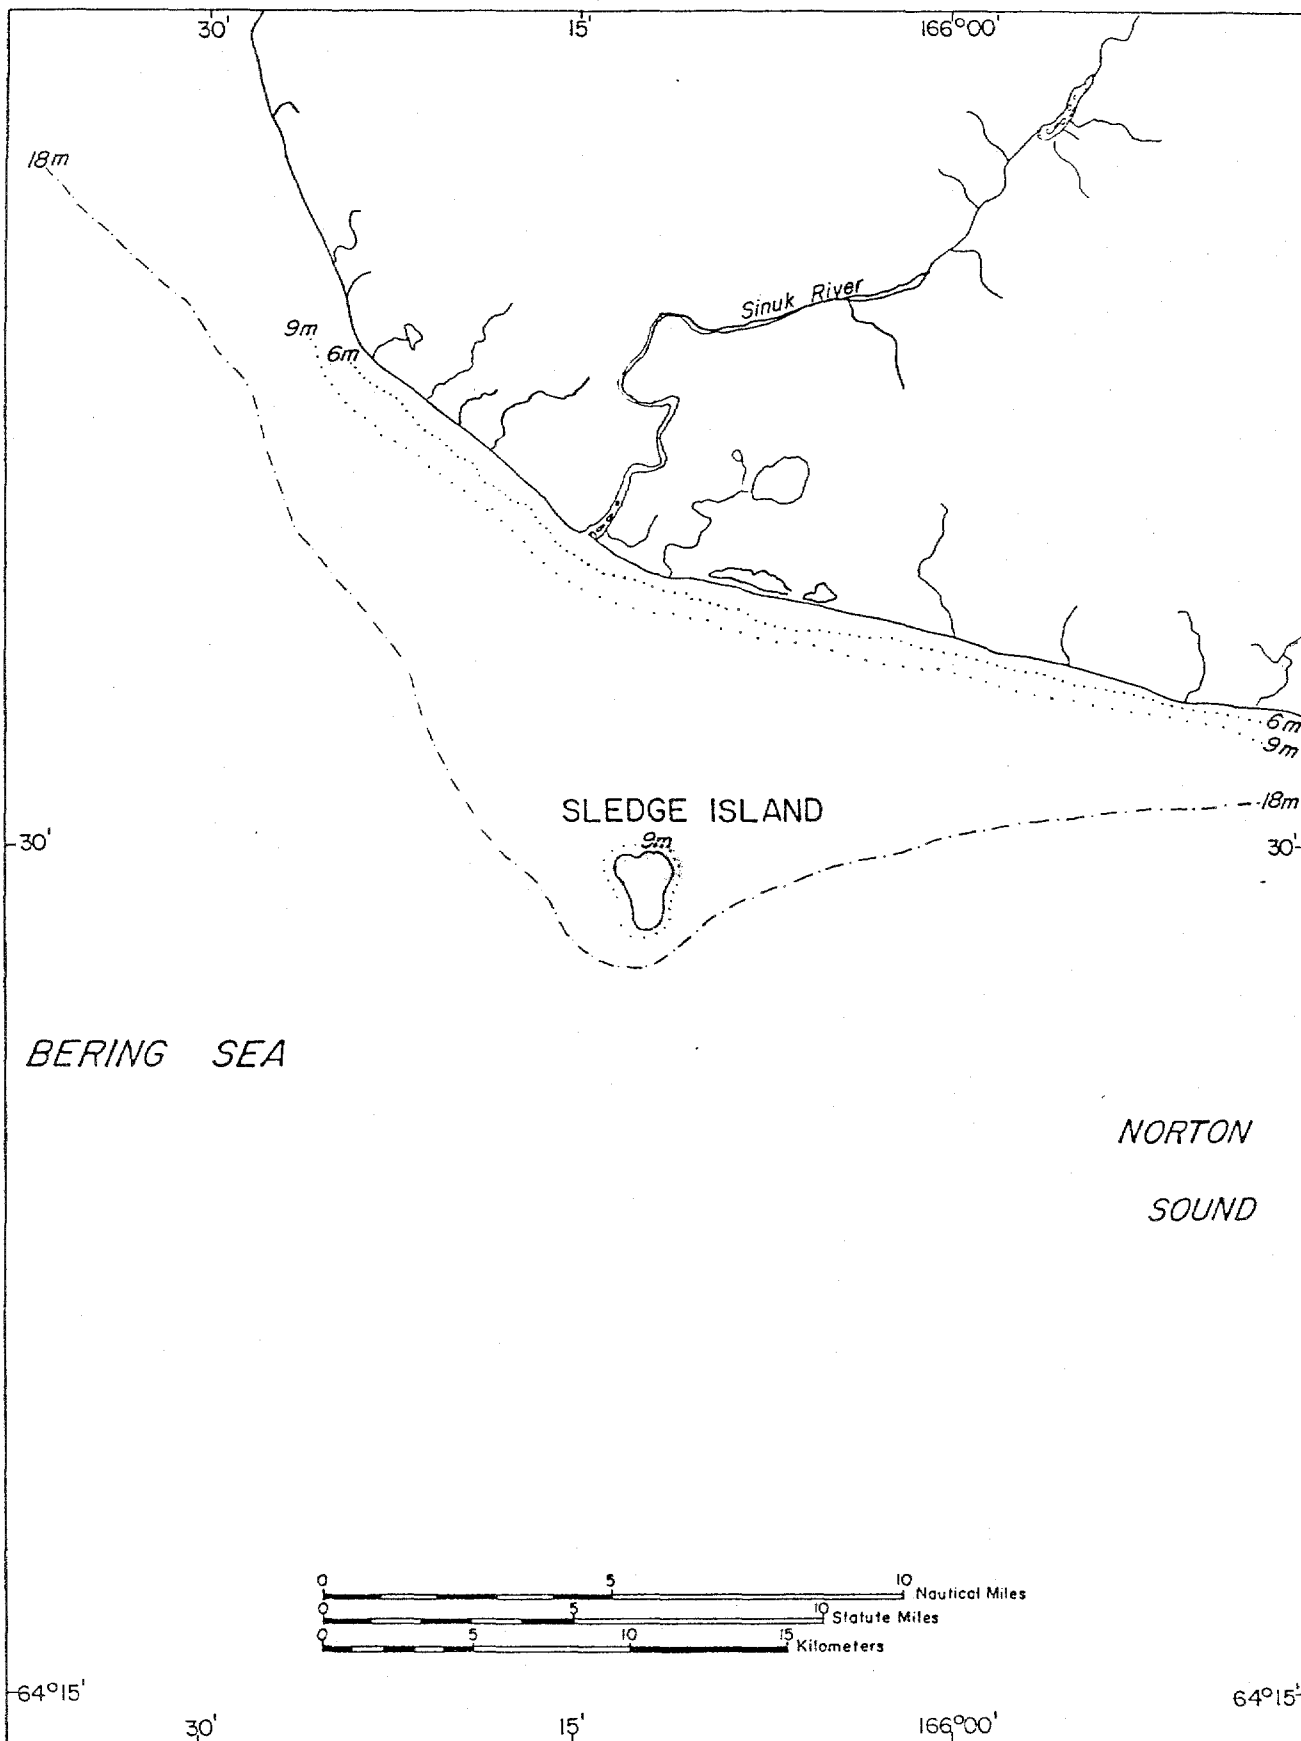 30' 15' 166°00'
18m
Sinuk River
9m
6m
6m
9m
SLEDGE ISLAND
18m
9m
30' 30'
BERING SEA
NORTON
SOUND
0 5 10 Nautical Miles
0 5 10 Statute Miles
0 5 10 15 Kilometers
64°15' 64°15'
30' 15' 166°00'